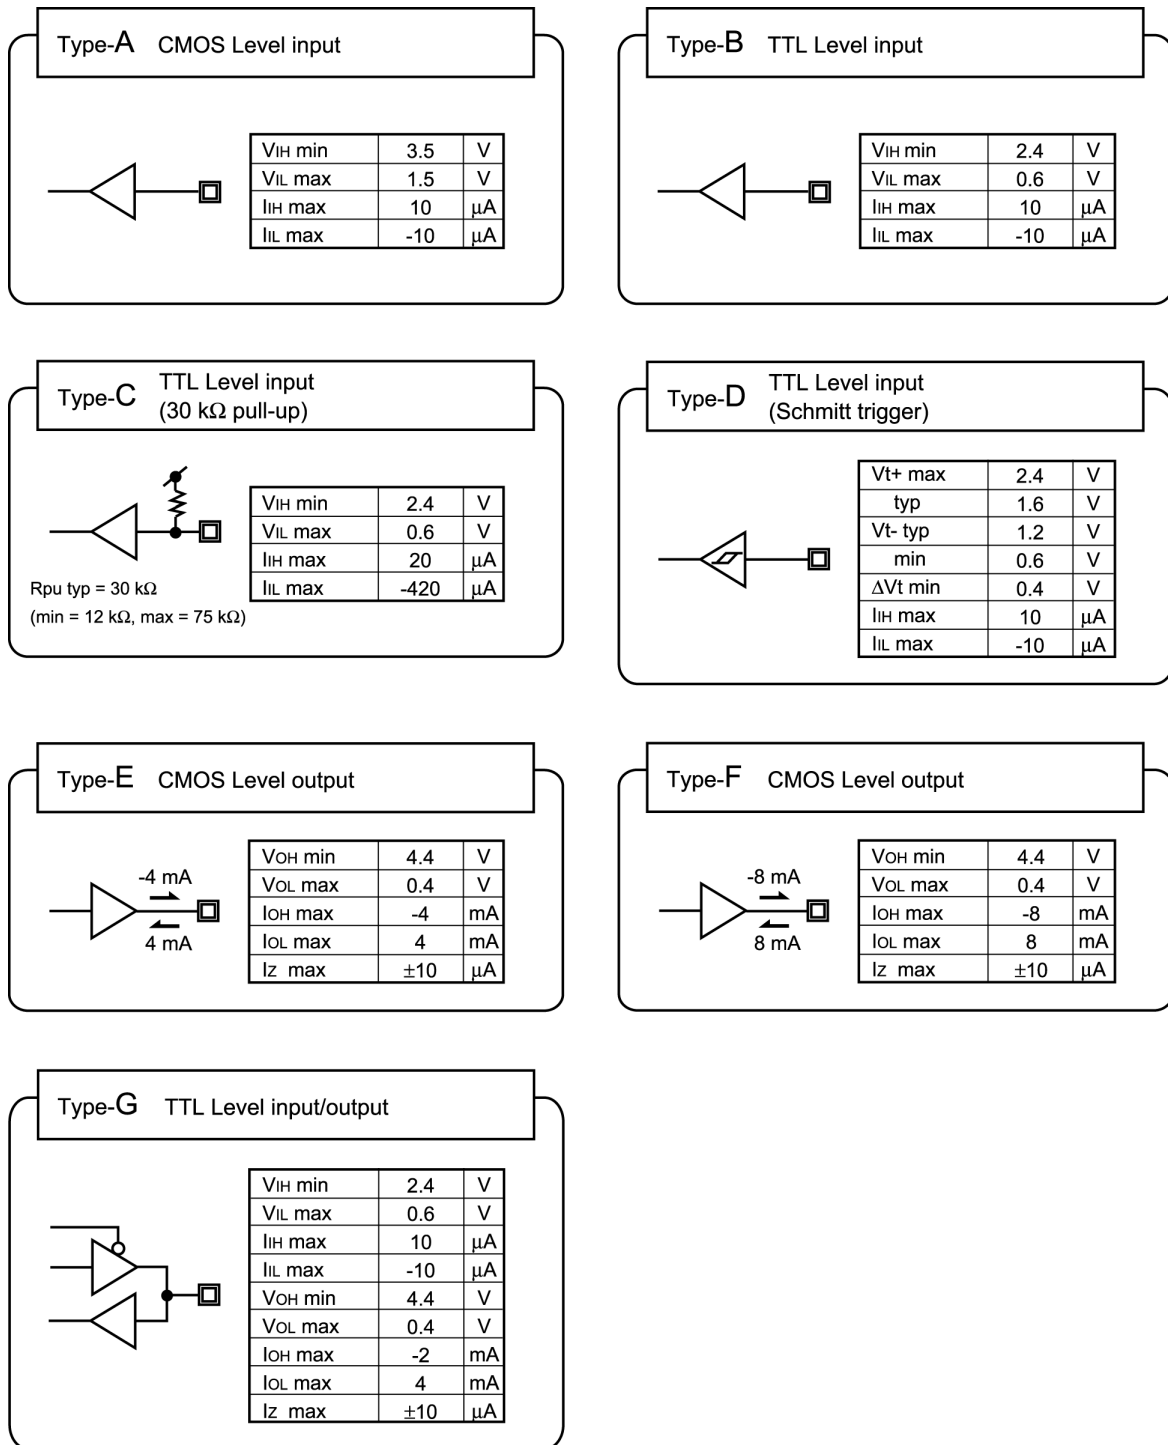 Type-A CMOS Level input
VIH min 3.5 V
VIL max 1.5 V
IIH max 10 µA
IIL max -10 µA
Type-B TTL Level input
VIH min 2.4 V
VIL max 0.6 V
IIH max 10 µA
IIL max -10 µA
Type-C TTL Level input
(30 kΩ pull-up)
VIH min 2.4 V
VIL max 0.6 V
IIH max 20 µA
IIL max -420 µA
Rpu typ = 30 kΩ
(min = 12 kΩ, max = 75 kΩ)
Type-D TTL Level input
(Schmitt trigger)
Vt+ max 2.4 V
typ 1.6 V
Vt- typ 1.2 V
min 0.6 V
ΔVt min 0.4 V
IIH max 10 µA
IIL max -10 µA
Type-E CMOS Level output
-4 mA
4 mA
VOH min 4.4 V
VOL max 0.4 V
IOH max -4 mA
IOL max 4 mA
Iz max ±10 µA
Type-F CMOS Level output
-8 mA
8 mA
VOH min 4.4 V
VOL max 0.4 V
IOH max -8 mA
IOL max 8 mA
Iz max ±10 µA
Type-G TTL Level input/output
VIH min 2.4 V
VIL max 0.6 V
IIH max 10 µA
IIL max -10 µA
VOH min 4.4 V
VOL max 0.4 V
IOH max -2 mA
IOL max 4 mA
Iz max ±10 µA